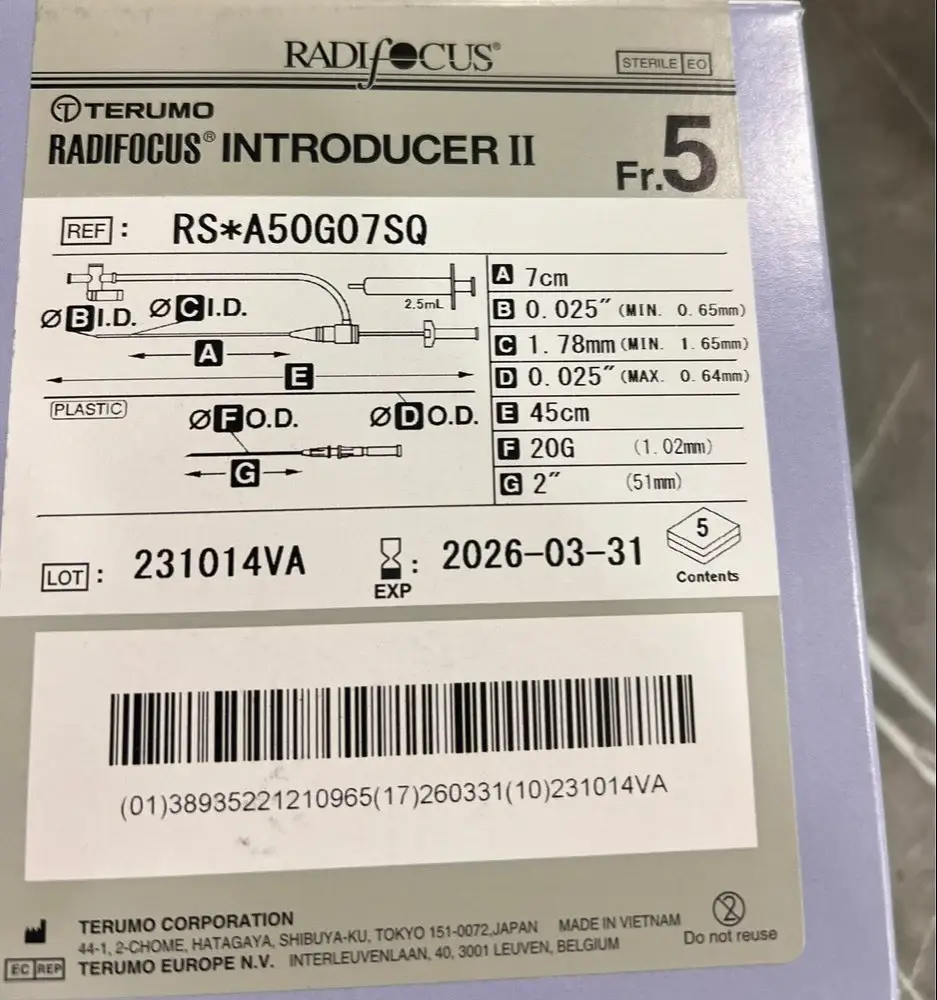 RADIFOCUS®
STERILE EO
TERUMO
RADIFOCUS® INTRODUCER II
Fr.5
REF : RS*A50G07SQ
2.5mL
Ø B I.D. Ø C I.D.
A
E
PLASTIC
Ø F O.D. Ø D O.D.
G
A 7cm
B 0.025″ (MIN. 0.65mm)
C 1.78mm (MIN. 1.65mm)
D 0.025″ (MAX. 0.64mm)
E 45cm
F 20G (1.02mm)
G 2″ (51mm)
LOT : 231014VA
EXP : 2026-03-31
5
Contents
(01)38935221210965(17)260331(10)231014VA
TERUMO CORPORATION
44-1, 2-CHOME, HATAGAYA, SHIBUYA-KU, TOKYO 151-0072,JAPAN MADE IN VIETNAM
2
Do not reuse
EC REP TERUMO EUROPE N.V. INTERLEUVENLAAN, 40, 3001 LEUVEN, BELGIUM